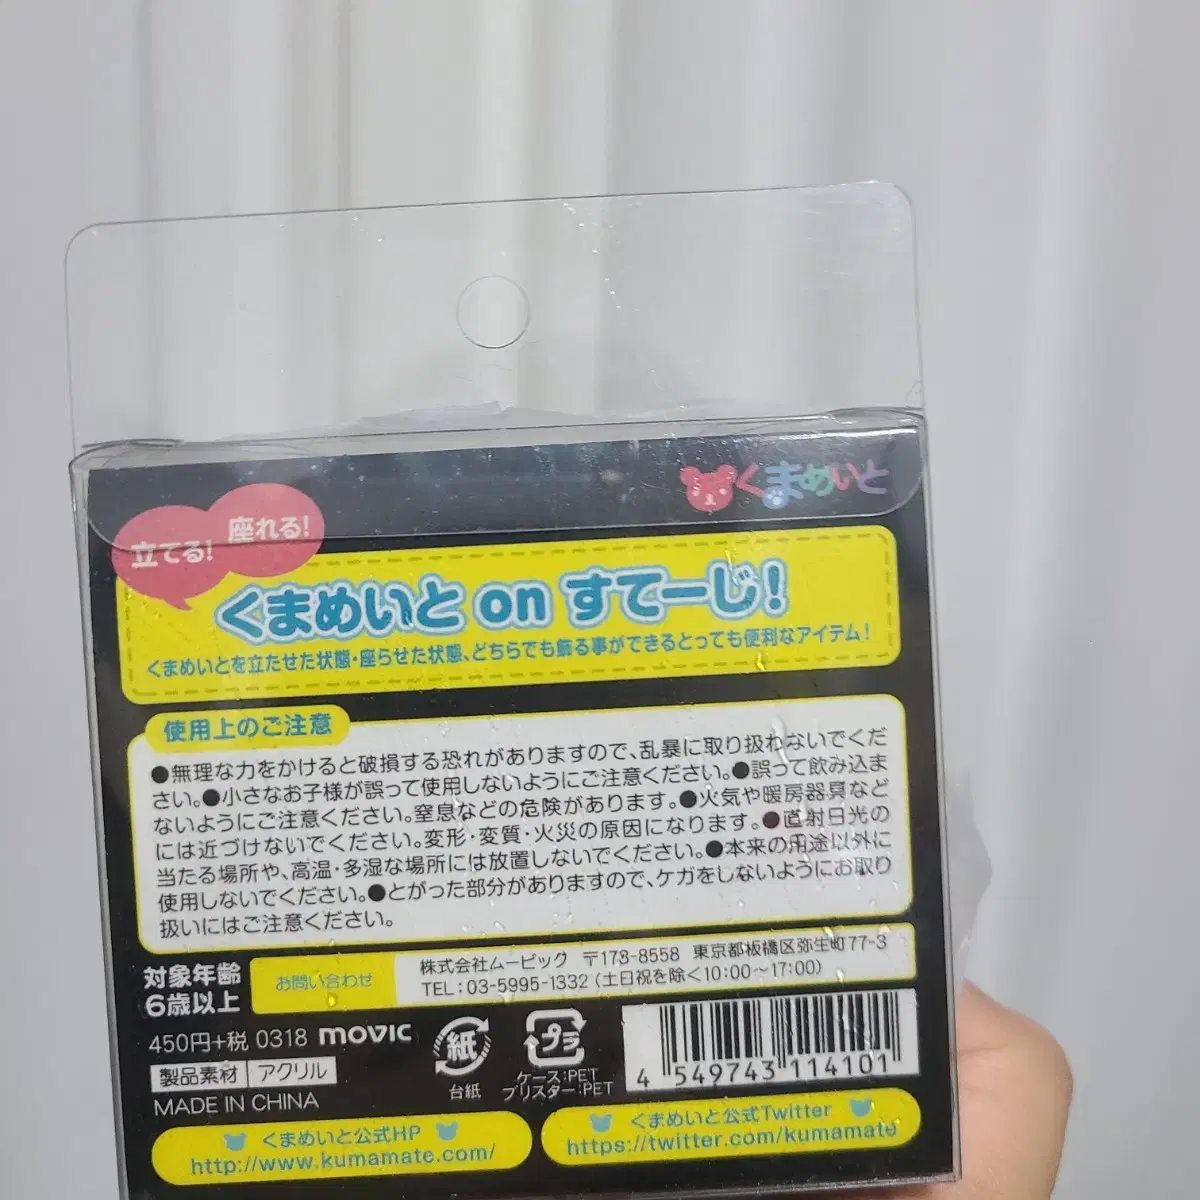 くまめいと
座れる!
立てる!
くまめいと on すてーじ!
くまめいとを立たせた状態・座らせた状態、どちらでも飾る事ができるとっても便利なアイテム!
使用上のご注意
●無理な力をかけると破損する恐れがありますので、乱暴に取り扱わないでくだ
さい。●小さなお子様が誤って使用しないようにご注意ください。●誤って飲み込ま
ないようにご注意ください。窒息などの危険があります。●火気や暖房器具など
には近づけないでください。変形・変質・火災の原因になります。●直射日光の
当たる場所や、高温・多湿な場所には放置しないでください。●本来の用途以外に
使用しないでください。●とがった部分がありますので、ケガをしないようにお取り
扱いにはご注意ください。
対象年齢
6歳以上
お問い合わせ
株式会社ムービック 〒173-8558 東京都板橋区弥生町77-3
TEL:03-5995-1332 (土日祝を除く10:00〜17:00)
450円+税 0318 movic
製品素材 アクリル
MADE IN CHINA
紙
台紙
プラ
ケース:PET
ブリスター:PET
4 549743 114101
くまめいと公式HP
http://www.kumamate.com/
くまめいと公式Twitter
https://twitter.com/kumamate